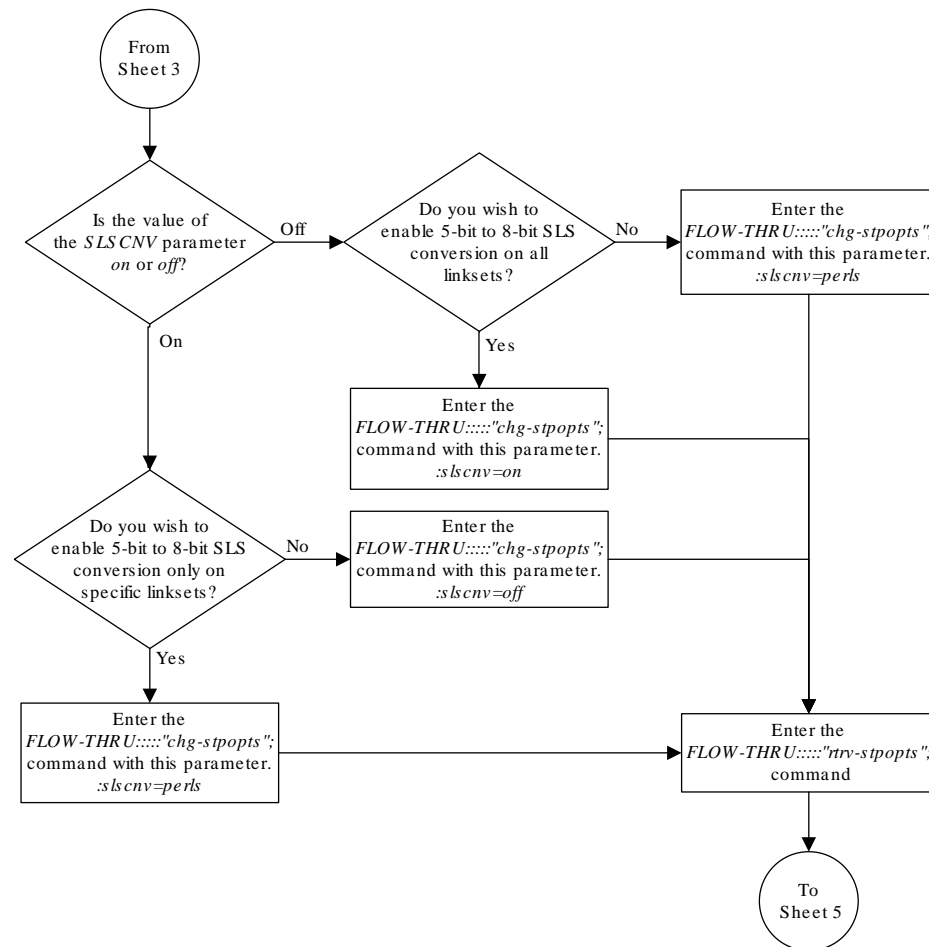 From
Sheet 3
Is the value of
the SLSCNV parameter
on or off?
Off
Do you wish to
enable 5-bit to 8-bit SLS
conversion on all
linksets?
No
Enter the
FLOW-THRU:::::"chg-stpopts";
command with this parameter.
:slscnv=perls
On
Yes
Enter the
FLOW-THRU:::::"chg-stpopts";
command with this parameter.
:slscnv=on
Do you wish to
enable 5-bit to 8-bit SLS
conversion only on
specific linksets?
No
Enter the
FLOW-THRU:::::"chg-stpopts";
command with this parameter.
:slscnv=off
Yes
Enter the
FLOW-THRU:::::"chg-stpopts";
command with this parameter.
:slscnv=perls
Enter the
FLOW-THRU:::::"rtrv-stpopts";
command
To
Sheet 5